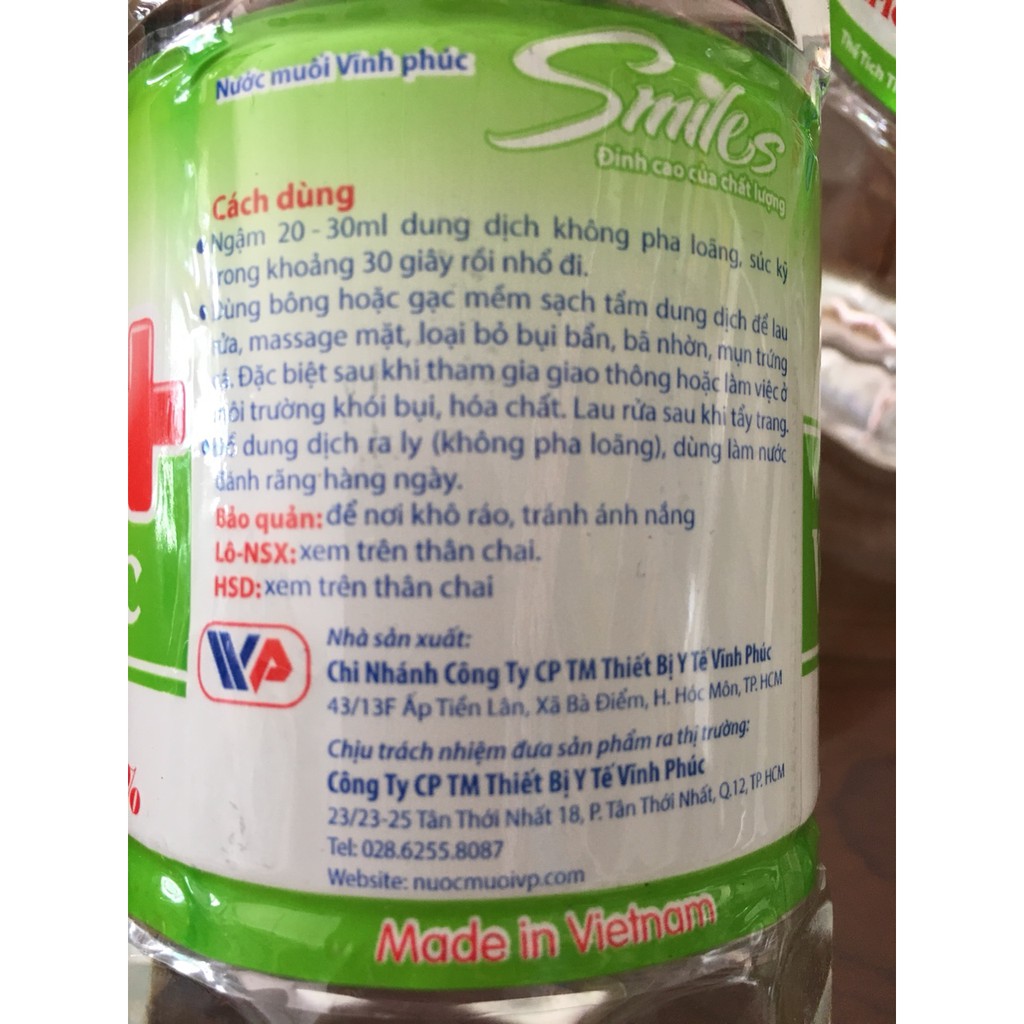 Nước muối Vĩnh phúc
Smiles
Đỉnh cao của chất lượng
Thể Tích
Cách dùng
Ngậm 20 - 30ml dung dịch không pha loãng, súc kỹ
trong khoảng 30 giây rồi nhổ đi.
Dùng bông hoặc gạc mềm sạch tẩm dung dịch để lau
rửa, massage mặt, loại bỏ bụi bẩn, bã nhờn, mụn trứng
cá. Đặc biệt sau khi tham gia giao thông hoặc làm việc ở
môi trường khói bụi, hóa chất. Lau rửa sau khi tẩy trang.
Để dung dịch ra ly (không pha loãng), dùng làm nước
đánh răng hàng ngày.
Bảo quản: để nơi khô ráo, tránh ánh nắng
Lô-NSX: xem trên thân chai.
HSD: xem trên thân chai
VP
Nhà sản xuất:
Chi Nhánh Công Ty CP TM Thiết Bị Y Tế Vĩnh Phúc
43/13F Ấp Tiền Lân, Xã Bà Điểm, H. Hóc Môn, TP. HCM
Chịu trách nhiệm đưa sản phẩm ra thị trường:
Công Ty CP TM Thiết Bị Y Tế Vĩnh Phúc
23/23-25 Tân Thới Nhất 18, P. Tân Thới Nhất, Q.12, TP. HCM
Tel: 028.6255.8087
Website: nuocmuoivp.com
%
C
Made in Vietnam